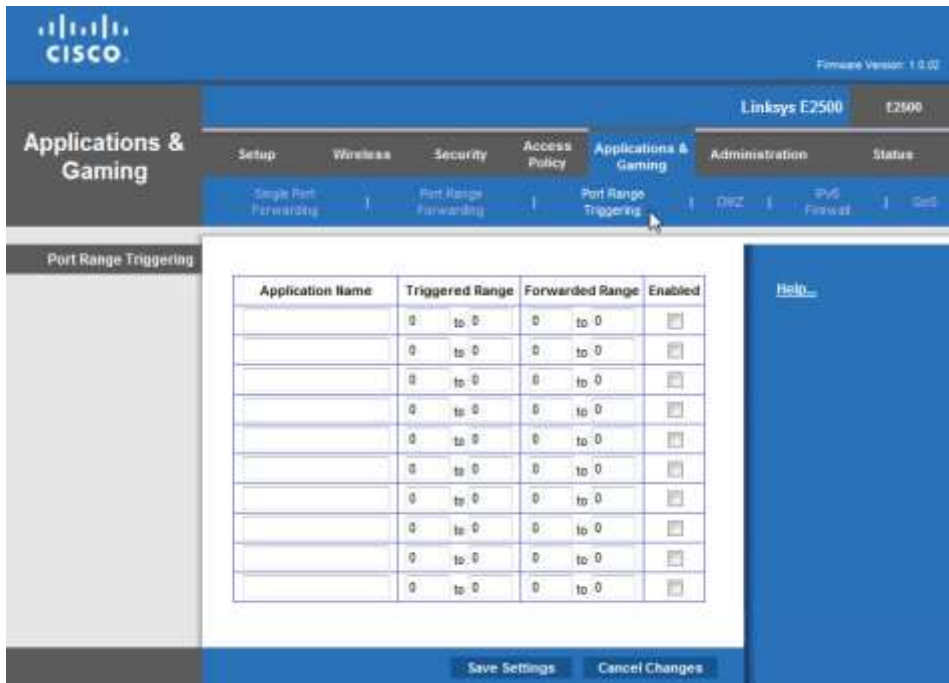 CISCO
Firmware Version: 1.0.02
Linksys E2500
E2500
Applications &
Gaming
Setup
Wireless
Security
Access
Policy
Applications &
Gaming
Administration
Status
Single Port
Forwarding
|
Port Range
Forwarding
|
Port Range
Triggering
|
DMZ
|
IPv6
Firewall
|
QoS
Port Range Triggering
Application Name
Triggered Range
Forwarded Range
Enabled
Help...
0 to 0 0 to 0
0 to 0 0 to 0
0 to 0 0 to 0
0 to 0 0 to 0
0 to 0 0 to 0
0 to 0 0 to 0
0 to 0 0 to 0
0 to 0 0 to 0
0 to 0 0 to 0
0 to 0 0 to 0
Save Settings
Cancel Changes